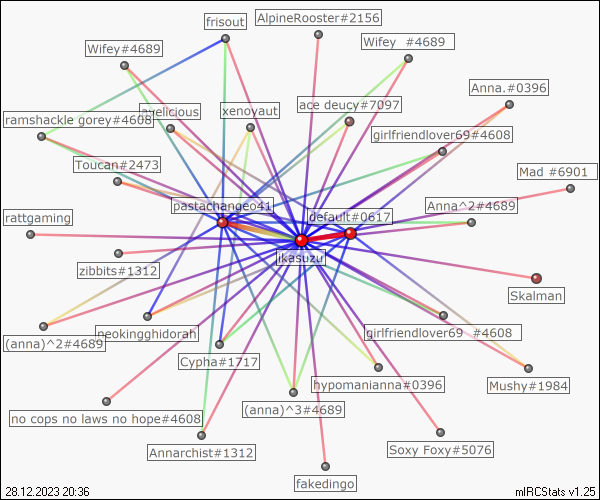 frisout
AlpineRooster#2156
Wifey#4689
Wifey  #4689
Anna.#0396
ramshackle gorey#4608
ayelicious
xenoyaut
ace deucy#7097
girlfriendlover69#4608
Toucan#2473
Mad #6901
pastachangeo41
default#0617
Anna^2#4689
rattgaming
ikasuzu
zibbits#1312
Skalman
(anna)^2#4689
neokingghidorah
girlfriendlover69  #4608
Cypha#1717
hypomanianna#0396
Mushy#1984
no cops no laws no hope#4608
(anna)^3#4689
Annarchist#1312
Soxy Foxy#5076
fakedingo
28.12.2023 20:36
mIRCStats v1.25